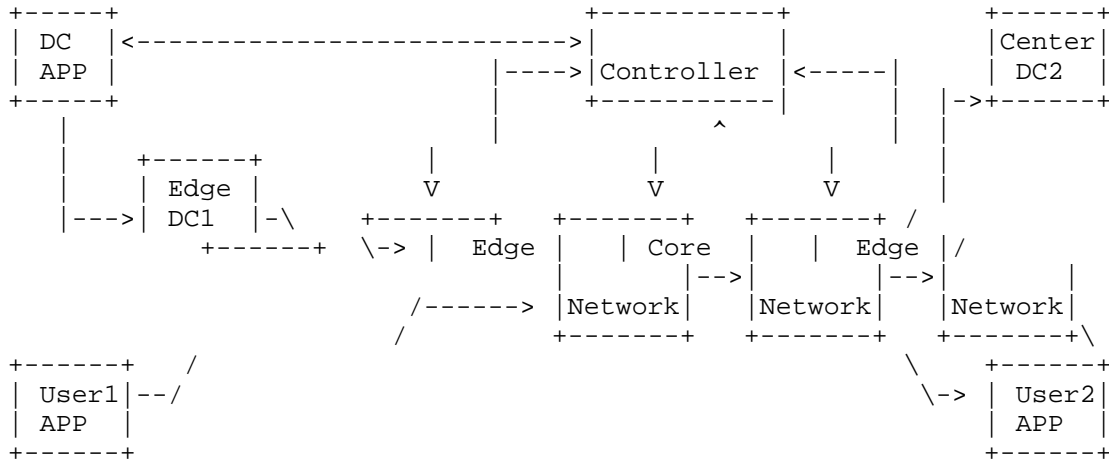 DC
APP
Controller
Center
DC2
Edge
DC1
Edge
Core
Edge
Network
Network
Network
User1
APP
User2
APP